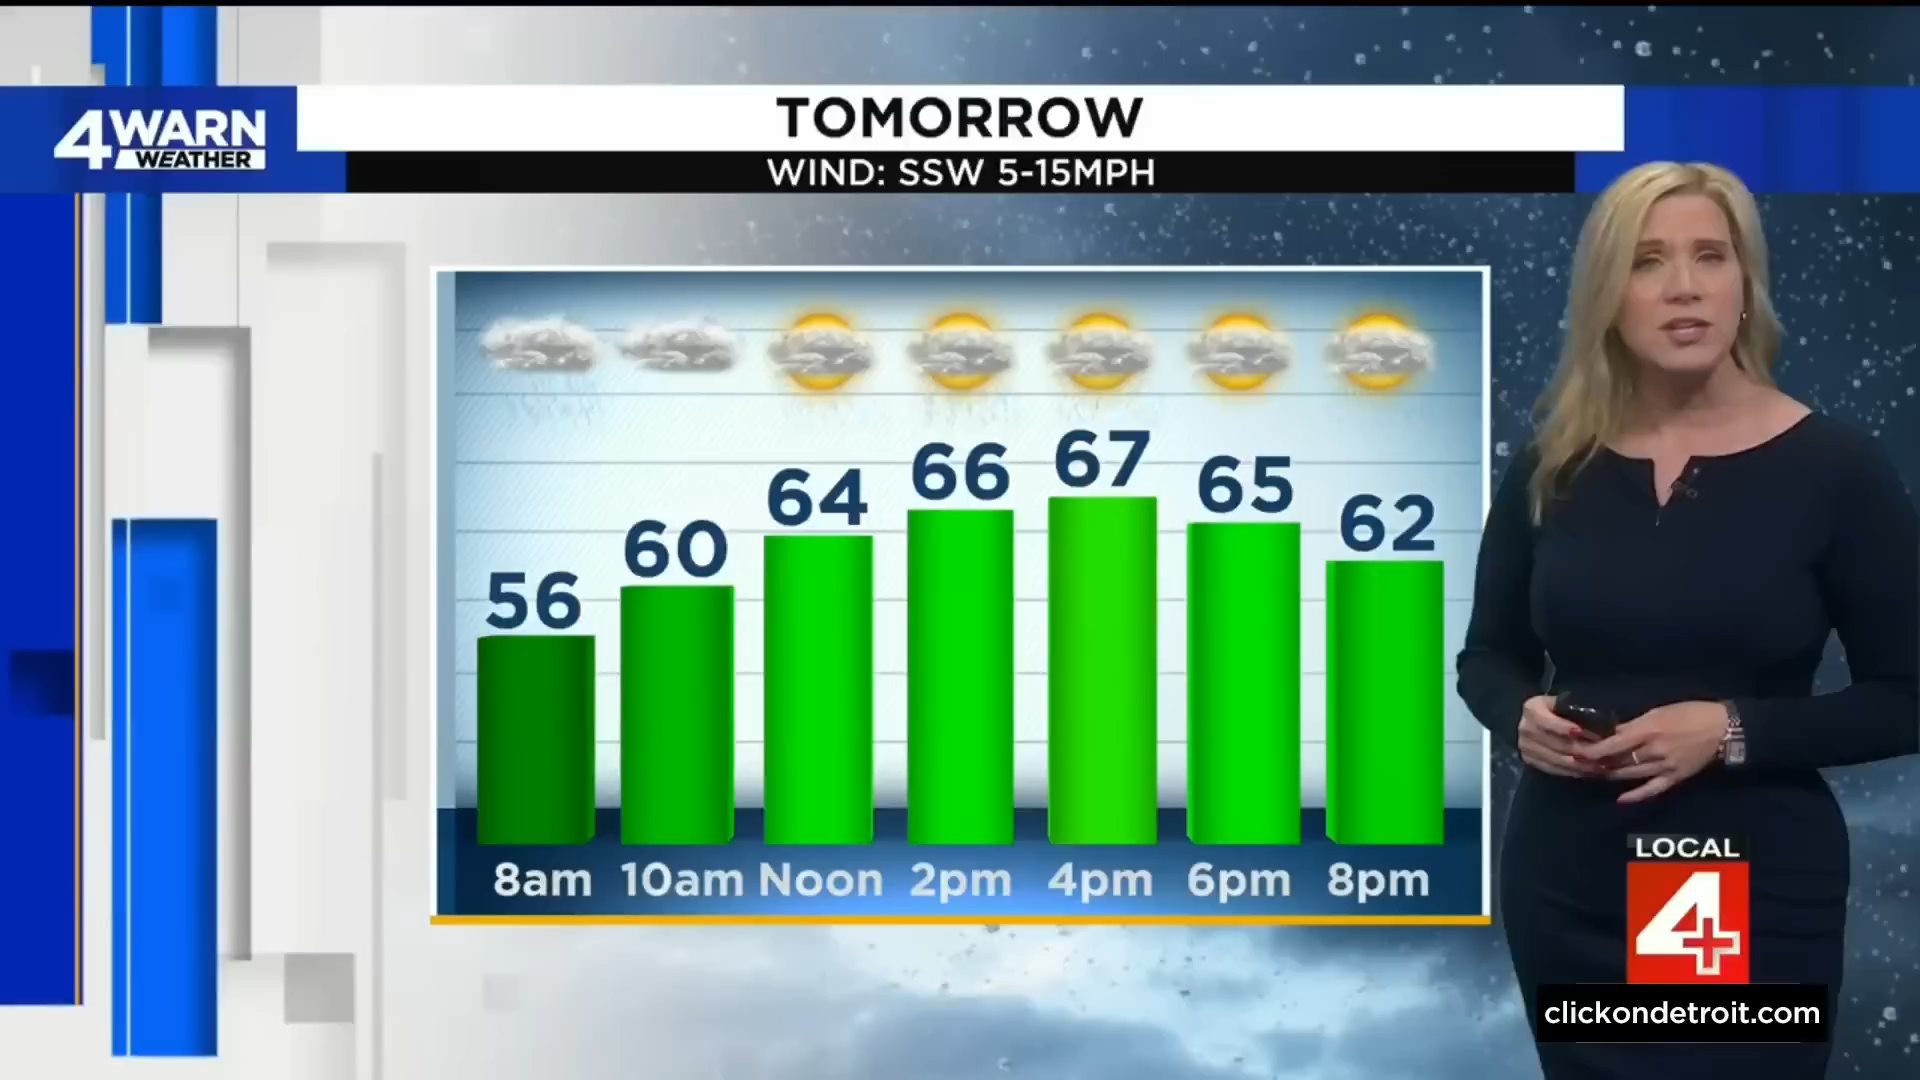 4WARN
WEATHER
TOMORROW
WIND: SSW 5-15MPH
56
60
64
66
67
65
62
8am
10am
Noon
2pm
4pm
6pm
8pm
LOCAL
4+
clickondetroit.com